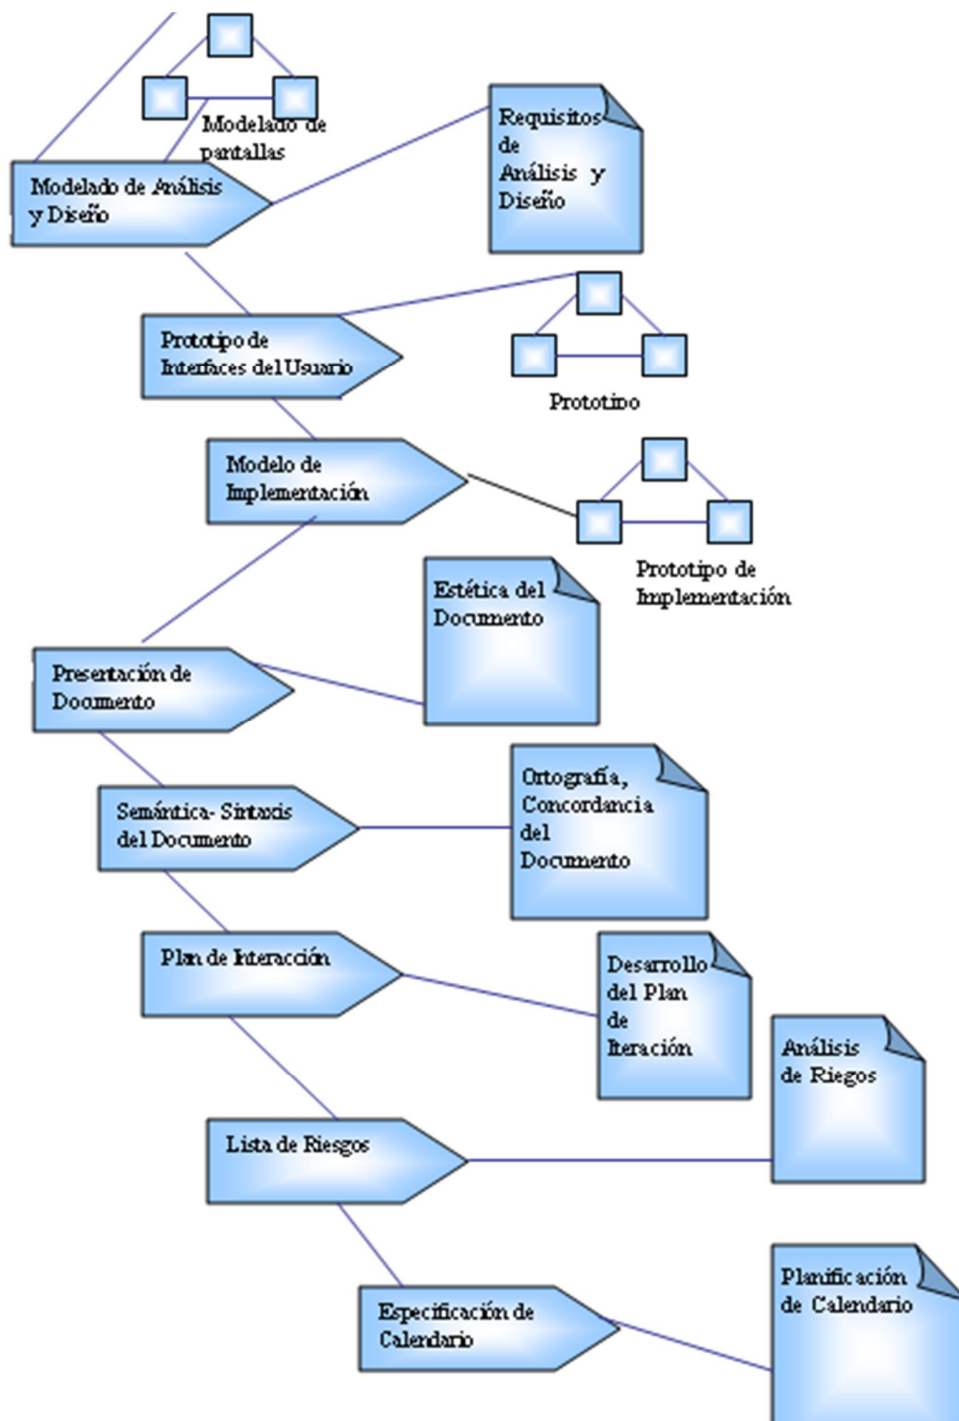 Modelado de
pantallas
Requisitos
de
Análisis y
Diseño
Modelado de Análisis
y Diseño
Prototipo de
Interfaces del Usuario
Prototipo
Modelo de
Implementación
Prototipo de
Implementación
Estética del
Documento
Presentación de
Documento
Ortografía,
Concordancia
del
Documento
Semántica- Sintaxis
del Documento
Plan de Interacción
Desarrollo
del Plan
de
Iteración
Análisis
de Riegos
Lista de Riesgos
Planificación
de Calendario
Especificación de
Calendario